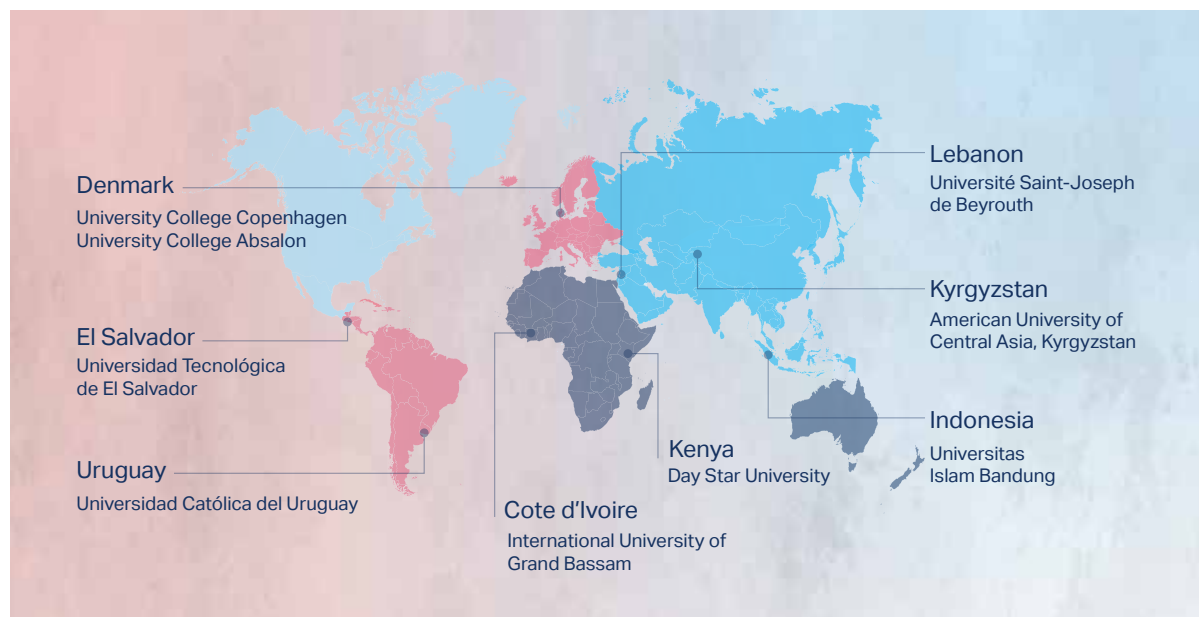 Denmark
University College Copenhagen
University College Absalon
El Salvador
Universidad Tecnológica
de El Salvador
Uruguay
Universidad Católica del Uruguay
Cote d'Ivoire
International University of
Grand Bassam
Kenya
Day Star University
Lebanon
Université Saint-Joseph
de Beyrouth
Kyrgyzstan
American University of
Central Asia, Kyrgyzstan
Indonesia
Universitas
Islam Bandung